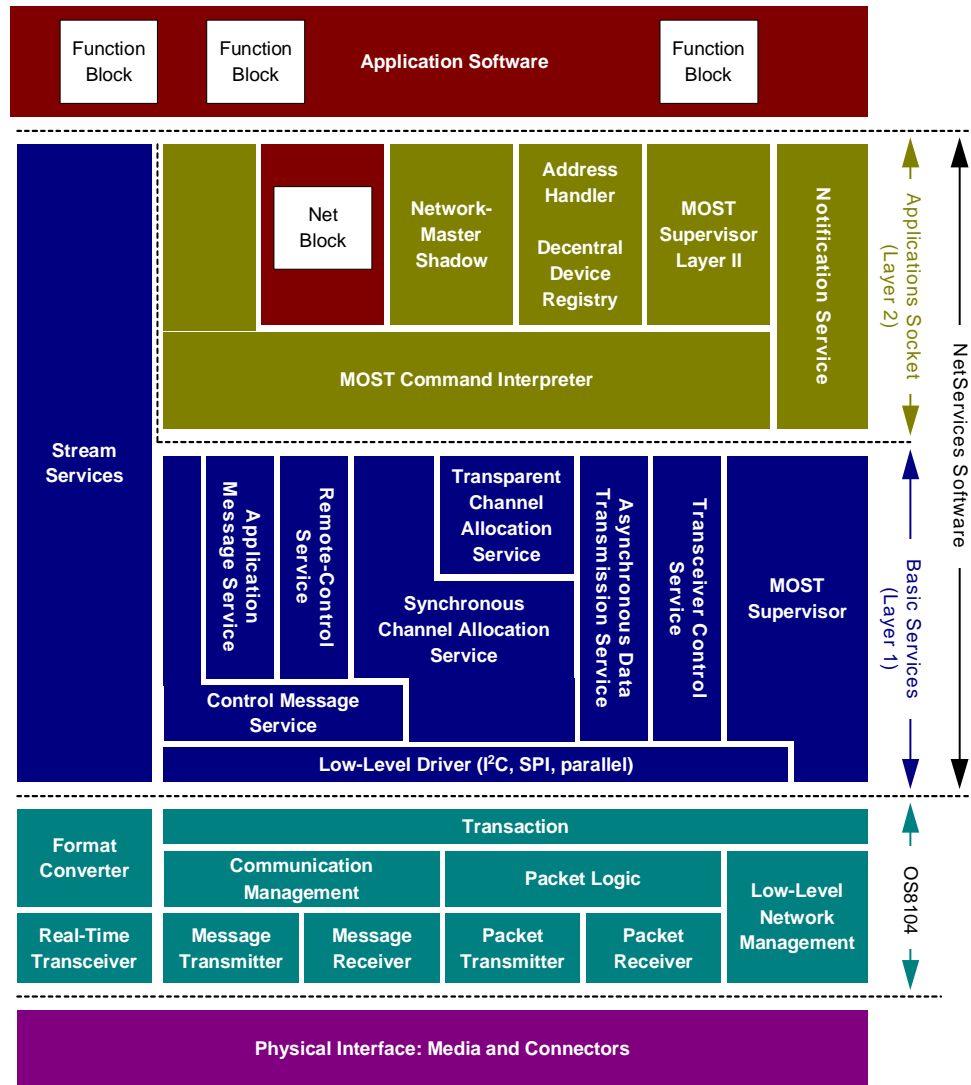 Function
Block
Function
Block
Application Software
Function
Block
Stream
Services
Net
Block
Network-
Master
Shadow
Address
Handler
Decentral
Device
Registry
MOST
Supervisor
Layer II
Notification Service
MOST Command Interpreter
Applications Socket
(Layer 2)
NetServices Software
Application
Message Service
Remote-Control
Service
Transparent
Channel
Allocation
Service
Synchronous
Channel Allocation
Service
Asynchronous Data
Transmission Service
Transceiver Control
Service
MOST
Supervisor
Control Message
Service
Low-Level Driver (I²C, SPI, parallel)
Basic Services
(Layer 1)
Format
Converter
Transaction
Communication
Management
Packet Logic
Low-Level
Network
Management
Real-Time
Transceiver
Message
Transmitter
Message
Receiver
Packet
Transmitter
Packet
Receiver
OS8104
Physical Interface: Media and Connectors